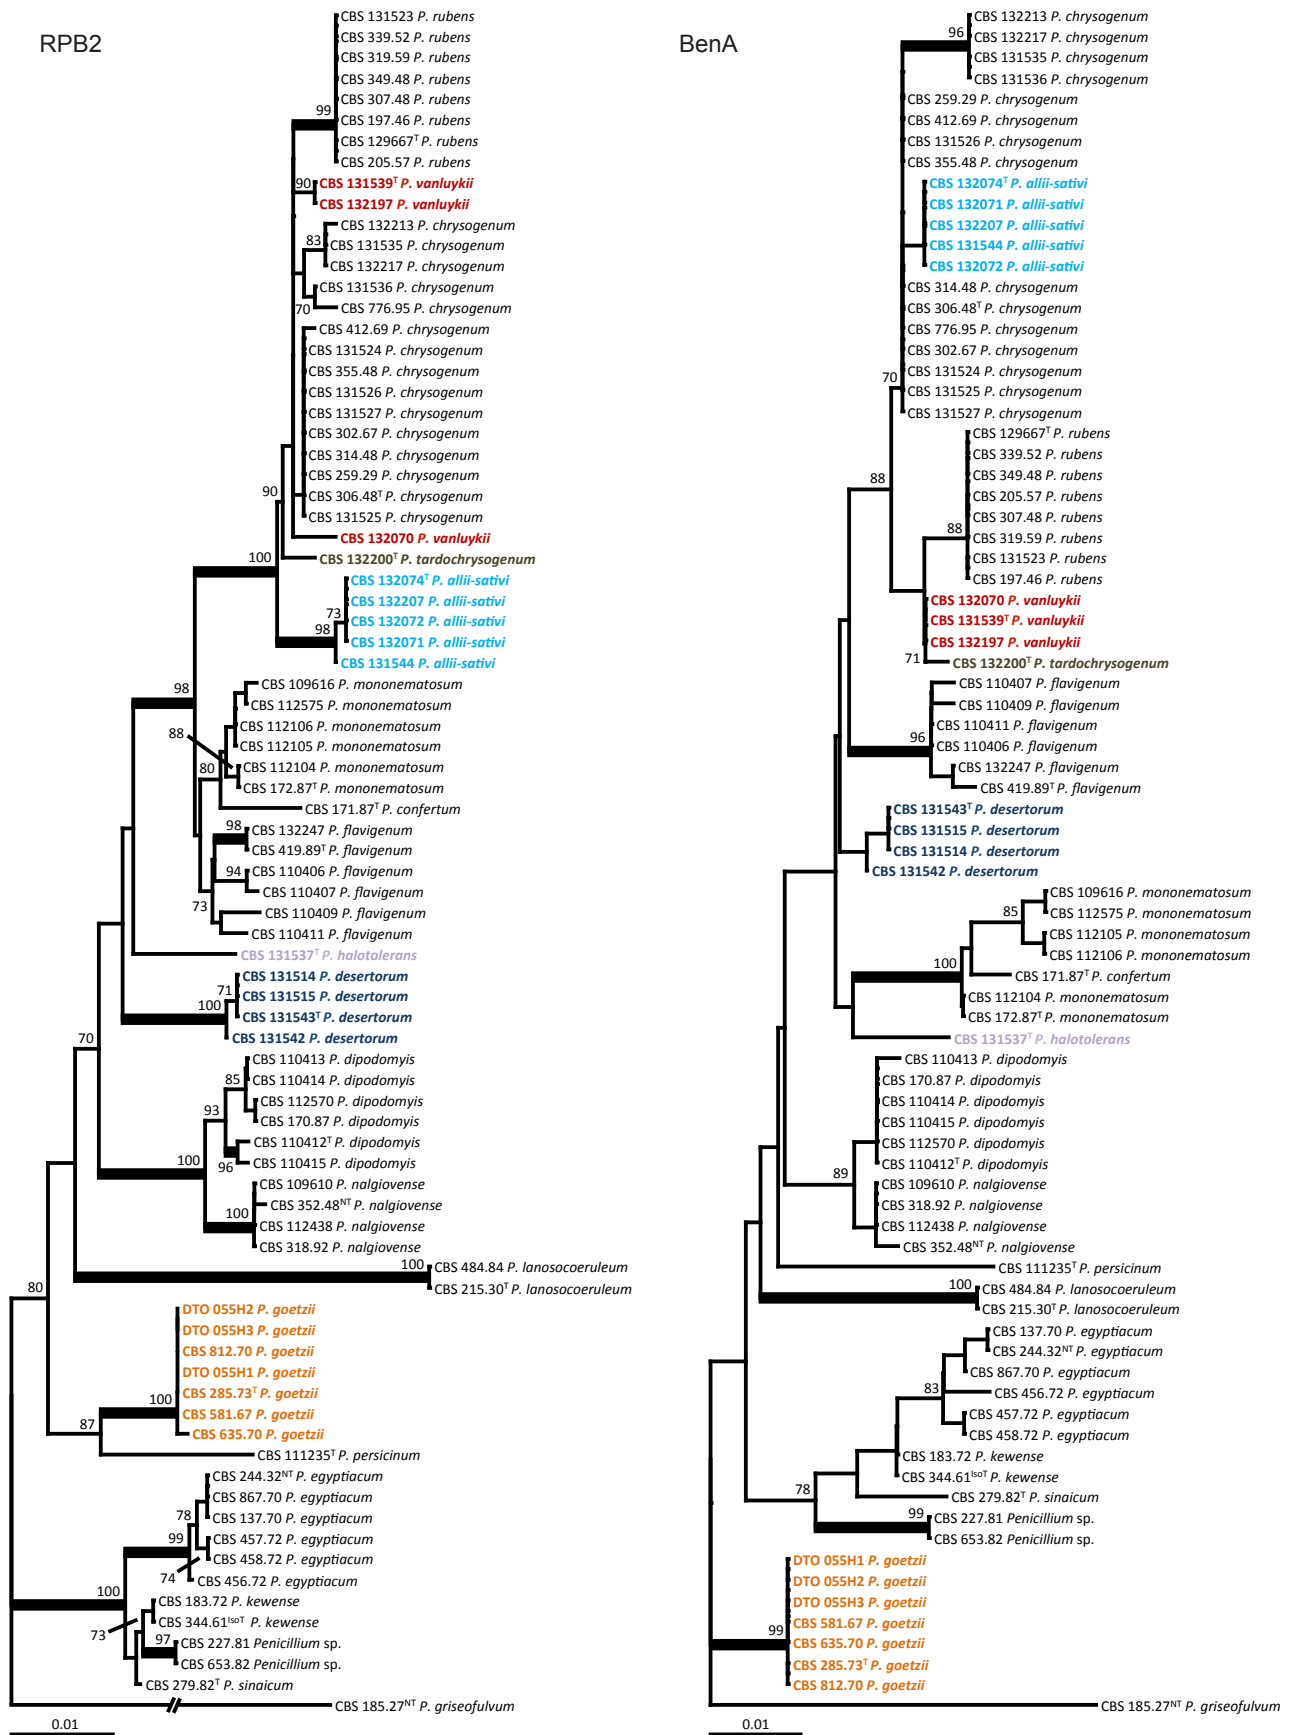 RPB2
CBS 131523 P. rubens
CBS 339.52 P. rubens
CBS 319.59 P. rubens
CBS 349.48 P. rubens
CBS 307.48 P. rubens
99
CBS 197.46 P. rubens
CBS 129667ᵀ P. rubens
CBS 205.57 P. rubens
90
CBS 131539ᵀ P. vanluykii
CBS 132197 P. vanluykii
CBS 132213 P. chrysogenum
83
CBS 131535 P. chrysogenum
CBS 132217 P. chrysogenum
CBS 131536 P. chrysogenum
70
CBS 776.95 P. chrysogenum
CBS 412.69 P. chrysogenum
CBS 131524 P. chrysogenum
CBS 355.48 P. chrysogenum
CBS 131526 P. chrysogenum
CBS 131527 P. chrysogenum
CBS 302.67 P. chrysogenum
CBS 314.48 P. chrysogenum
CBS 259.29 P. chrysogenum
90
CBS 306.48ᵀ P. chrysogenum
CBS 131525 P. chrysogenum
CBS 132070 P. vanluykii
100
CBS 132200ᵀ P. tardochrysogenum
CBS 132074ᵀ P. allii-sativi
CBS 132207 P. allii-sativi
73
CBS 132072 P. allii-sativi
98
CBS 132071 P. allii-sativi
CBS 131544 P. allii-sativi
98
CBS 109616 P. mononematosum
CBS 112575 P. mononematosum
CBS 112106 P. mononematosum
88
CBS 112105 P. mononematosum
80
CBS 112104 P. mononematosum
CBS 172.87ᵀ P. mononematosum
CBS 171.87ᵀ P. confertum
98
CBS 132247 P. flavigenum
CBS 419.89ᵀ P. flavigenum
94
CBS 110406 P. flavigenum
CBS 110407 P. flavigenum
73
CBS 110409 P. flavigenum
CBS 110411 P. flavigenum
CBS 131537ᵀ P. halotolerans
CBS 131514 P. desertorum
71
CBS 131515 P. desertorum
100
CBS 131543ᵀ P. desertorum
CBS 131542 P. desertorum
70
CBS 110413 P. dipodomyis
85
CBS 110414 P. dipodomyis
CBS 112570 P. dipodomyis
93
CBS 170.87 P. dipodomyis
CBS 110412ᵀ P. dipodomyis
100
96
CBS 110415 P. dipodomyis
CBS 109610 P. nalgiovense
CBS 352.48ᴺᵀ P. nalgiovense
100
CBS 112438 P. nalgiovense
CBS 318.92 P. nalgiovense
100
CBS 484.84 P. lanosocoeruleum
CBS 215.30ᵀ P. lanosocoeruleum
80
DTO 055H2 P. goetzii
DTO 055H3 P. goetzii
CBS 812.70 P. goetzii
DTO 055H1 P. goetzii
100
CBS 285.73ᵀ P. goetzii
CBS 581.67 P. goetzii
87
CBS 635.70 P. goetzii
CBS 111235ᵀ P. persicinum
CBS 244.32ᴺᵀ P. egyptiacum
CBS 867.70 P. egyptiacum
78
CBS 137.70 P. egyptiacum
99
CBS 457.72 P. egyptiacum
CBS 458.72 P. egyptiacum
74
CBS 456.72 P. egyptiacum
100
CBS 183.72 P. kewense
CBS 344.61ᴵˢᵒᵀ P. kewense
73
97
CBS 227.81 Penicillium sp.
CBS 653.82 Penicillium sp.
CBS 279.82ᵀ P. sinaicum
CBS 185.27ᴺᵀ P. griseofulvum
0.01
BenA
CBS 132213 P. chrysogenum
96
CBS 132217 P. chrysogenum
CBS 131535 P. chrysogenum
CBS 131536 P. chrysogenum
CBS 259.29 P. chrysogenum
CBS 412.69 P. chrysogenum
CBS 131526 P. chrysogenum
CBS 355.48 P. chrysogenum
CBS 132074ᵀ P. allii-sativi
CBS 132071 P. allii-sativi
CBS 132207 P. allii-sativi
CBS 131544 P. allii-sativi
CBS 132072 P. allii-sativi
CBS 314.48 P. chrysogenum
CBS 306.48ᵀ P. chrysogenum
CBS 776.95 P. chrysogenum
CBS 302.67 P. chrysogenum
70
CBS 131524 P. chrysogenum
CBS 131525 P. chrysogenum
CBS 131527 P. chrysogenum
CBS 129667ᵀ P. rubens
CBS 339.52 P. rubens
88
CBS 349.48 P. rubens
CBS 205.57 P. rubens
CBS 307.48 P. rubens
88
CBS 319.59 P. rubens
CBS 131523 P. rubens
CBS 197.46 P. rubens
CBS 132070 P. vanluykii
CBS 131539ᵀ P. vanluykii
CBS 132197 P. vanluykii
71
CBS 132200ᵀ P. tardochrysogenum
CBS 110407 P. flavigenum
CBS 110409 P. flavigenum
CBS 110411 P. flavigenum
96
CBS 110406 P. flavigenum
CBS 132247 P. flavigenum
CBS 419.89ᵀ P. flavigenum
CBS 131543ᵀ P. desertorum
CBS 131515 P. desertorum
CBS 131514 P. desertorum
CBS 131542 P. desertorum
CBS 109616 P. mononematosum
85
CBS 112575 P. mononematosum
CBS 112105 P. mononematosum
CBS 112106 P. mononematosum
100
CBS 171.87ᵀ P. confertum
CBS 112104 P. mononematosum
CBS 172.87ᵀ P. mononematosum
CBS 131537ᵀ P. halotolerans
CBS 110413 P. dipodomyis
CBS 170.87 P. dipodomyis
CBS 110414 P. dipodomyis
CBS 110415 P. dipodomyis
CBS 112570 P. dipodomyis
CBS 110412ᵀ P. dipodomyis
89
CBS 109610 P. nalgiovense
CBS 318.92 P. nalgiovense
CBS 112438 P. nalgiovense
CBS 352.48ᴺᵀ P. nalgiovense
CBS 111235ᵀ P. persicinum
100
CBS 484.84 P. lanosocoeruleum
CBS 215.30ᵀ P. lanosocoeruleum
CBS 137.70 P. egyptiacum
CBS 244.32ᴺᵀ P. egyptiacum
CBS 867.70 P. egyptiacum
83
CBS 456.72 P. egyptiacum
CBS 457.72 P. egyptiacum
CBS 458.72 P. egyptiacum
CBS 183.72 P. kewense
CBS 344.61ᴵˢᵒᵀ P. kewense
78
CBS 279.82ᵀ P. sinaicum
99
CBS 227.81 Penicillium sp.
CBS 653.82 Penicillium sp.
DTO 055H1 P. goetzii
DTO 055H2 P. goetzii
DTO 055H3 P. goetzii
CBS 581.67 P. goetzii
99
CBS 635.70 P. goetzii
CBS 285.73ᵀ P. goetzii
CBS 812.70 P. goetzii
CBS 185.27ᴺᵀ P. griseofulvum
0.01